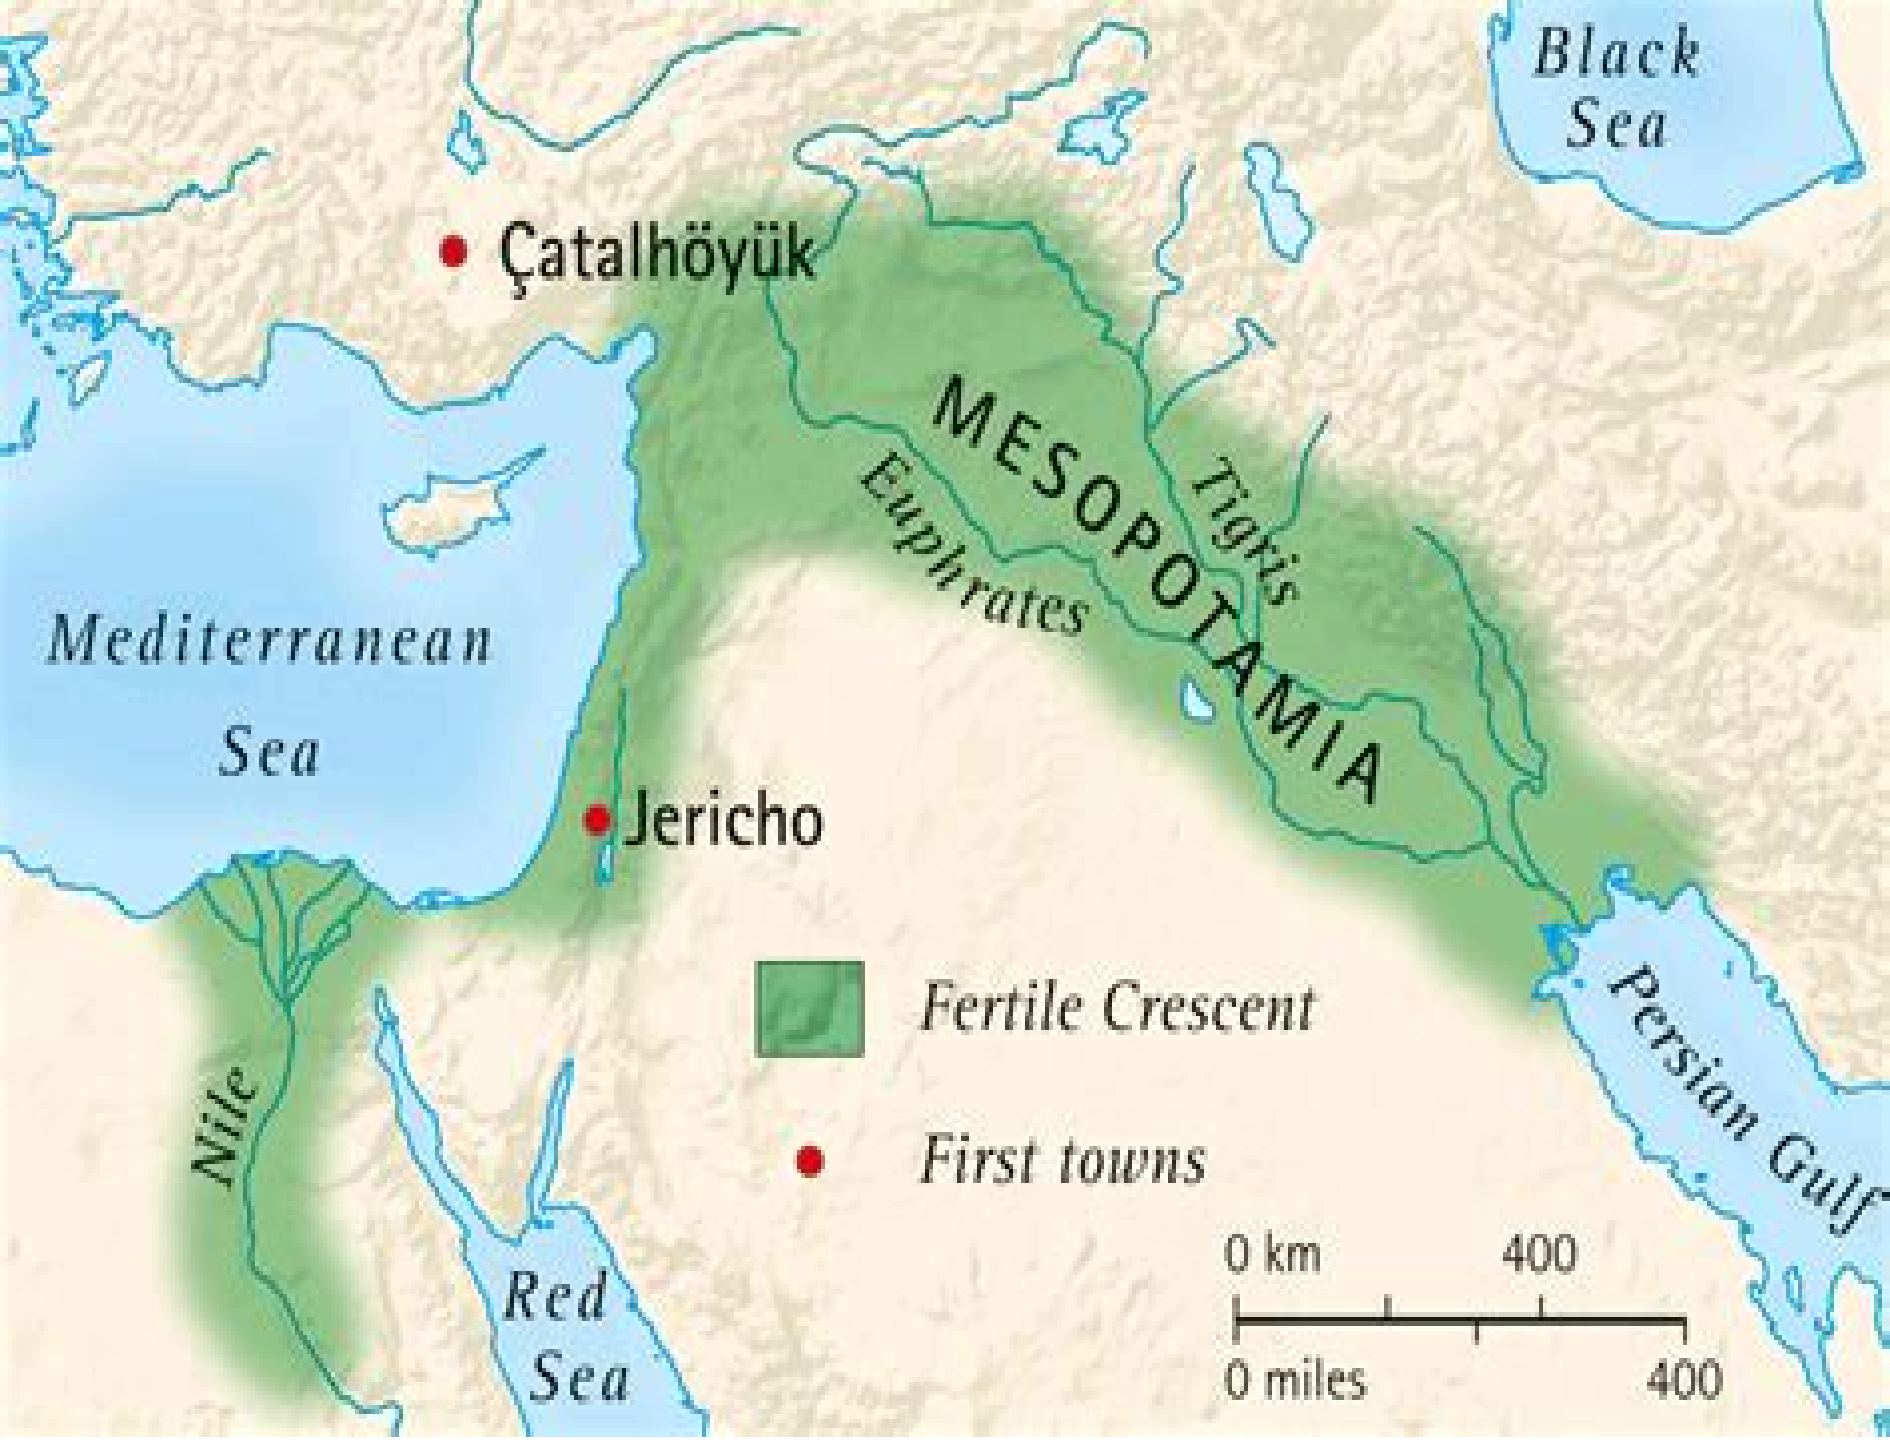 Black
Sea
Çatalhöyük
MESOPOTAMIA
Tigris
Euphrates
Mediterranean
Sea
Jericho
Fertile Crescent
Persian Gulf
Nile
First towns
0 km 400
0 miles 400
Red
Sea